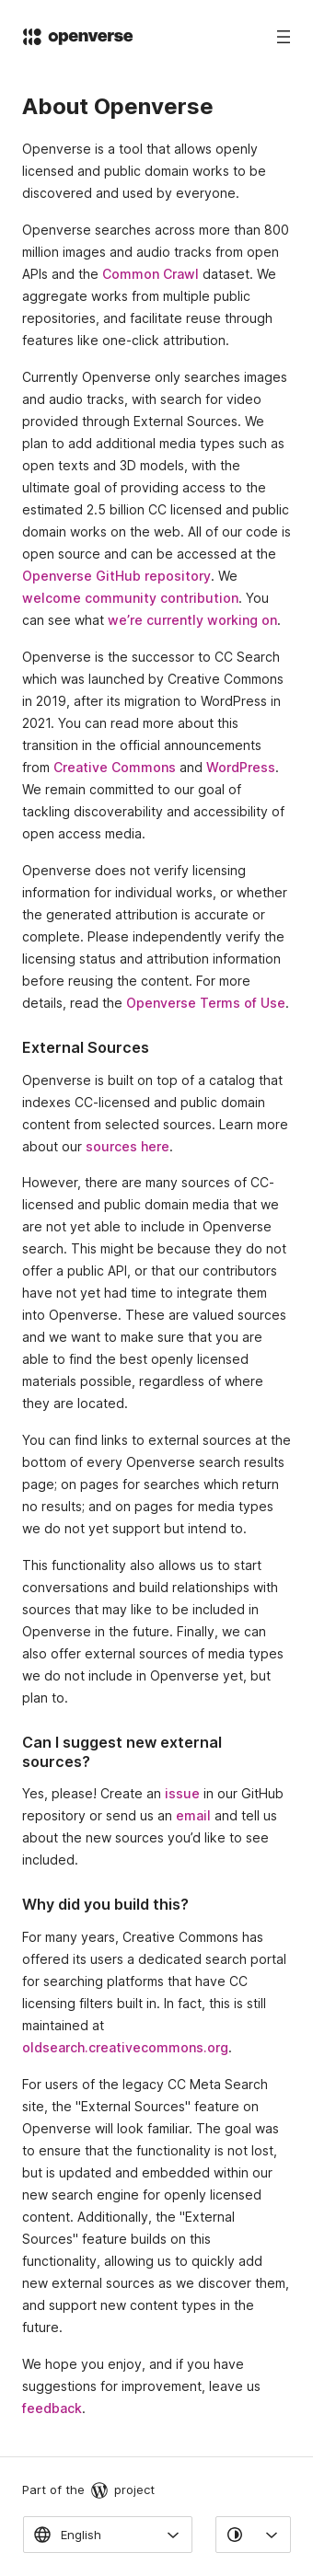 openverse
About Openverse
Openverse is a tool that allows openly
licensed and public domain works to be
discovered and used by everyone.
Openverse searches across more than 800
million images and audio tracks from open
APIs and the Common Crawl dataset. We
aggregate works from multiple public
repositories, and facilitate reuse through
features like one-click attribution.
Currently Openverse only searches images
and audio tracks, with search for video
provided through External Sources. We
plan to add additional media types such as
open texts and 3D models, with the
ultimate goal of providing access to the
estimated 2.5 billion CC licensed and public
domain works on the web. All of our code is
open source and can be accessed at the
Openverse GitHub repository. We
welcome community contribution. You
can see what we’re currently working on.
Openverse is the successor to CC Search
which was launched by Creative Commons
in 2019, after its migration to WordPress in
2021. You can read more about this
transition in the official announcements
from Creative Commons and WordPress.
We remain committed to our goal of
tackling discoverability and accessibility of
open access media.
Openverse does not verify licensing
information for individual works, or whether
the generated attribution is accurate or
complete. Please independently verify the
licensing status and attribution information
before reusing the content. For more
details, read the Openverse Terms of Use.
External Sources
Openverse is built on top of a catalog that
indexes CC-licensed and public domain
content from selected sources. Learn more
about our sources here.
However, there are many sources of CC-
licensed and public domain media that we
are not yet able to include in Openverse
search. This might be because they do not
offer a public API, or that our contributors
have not yet had time to integrate them
into Openverse. These are valued sources
and we want to make sure that you are
able to find the best openly licensed
materials possible, regardless of where
they are located.
You can find links to external sources at the
bottom of every Openverse search results
page; on pages for searches which return
no results; and on pages for media types
we do not yet support but intend to.
This functionality also allows us to start
conversations and build relationships with
sources that may like to be included in
Openverse in the future. Finally, we can
also offer external sources of media types
we do not include in Openverse yet, but
plan to.
Can I suggest new external
sources?
Yes, please! Create an issue in our GitHub
repository or send us an email and tell us
about the new sources you’d like to see
included.
Why did you build this?
For many years, Creative Commons has
offered its users a dedicated search portal
for searching platforms that have CC
licensing filters built in. In fact, this is still
maintained at
oldsearch.creativecommons.org.
For users of the legacy CC Meta Search
site, the "External Sources" feature on
Openverse will look familiar. The goal was
to ensure that the functionality is not lost,
but is updated and embedded within our
new search engine for openly licensed
content. Additionally, the "External
Sources" feature builds on this
functionality, allowing us to quickly add
new external sources as we discover them,
and support new content types in the
future.
We hope you enjoy, and if you have
suggestions for improvement, leave us
feedback.
Part of the project
English